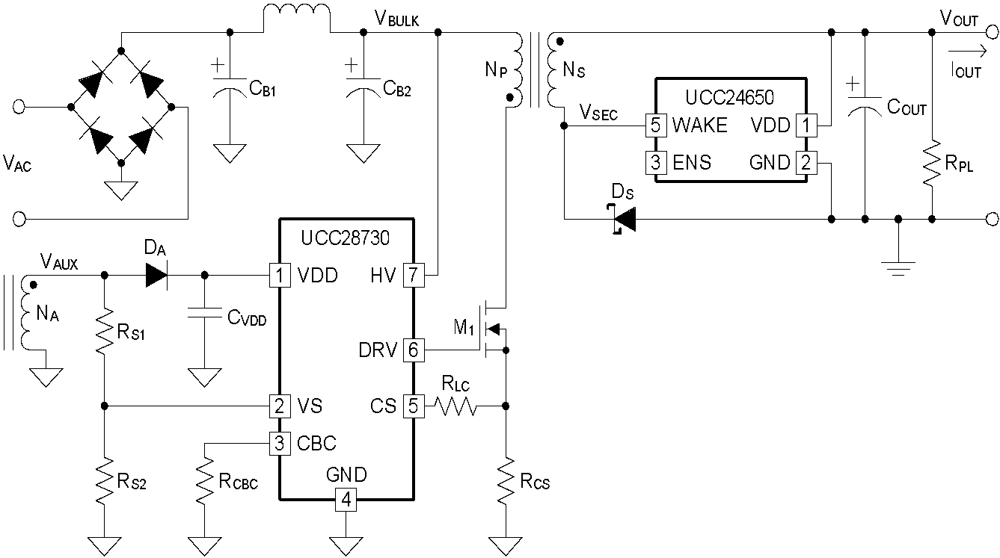 VBULK
VOUT
IOUT
+
CB1
+
CB2
NP
NS
UCC24650
+
COUT
VSEC
5 WAKE VDD 1
3 ENS GND 2
RPL
VAC
DS
UCC28730
DA
VAUX
1 VDD HV 7
NA
CVDD
RS1
M1
DRV 6
RLC
2 VS CS 5
3 CBC
GND
4
RS2
RCBC
RCS